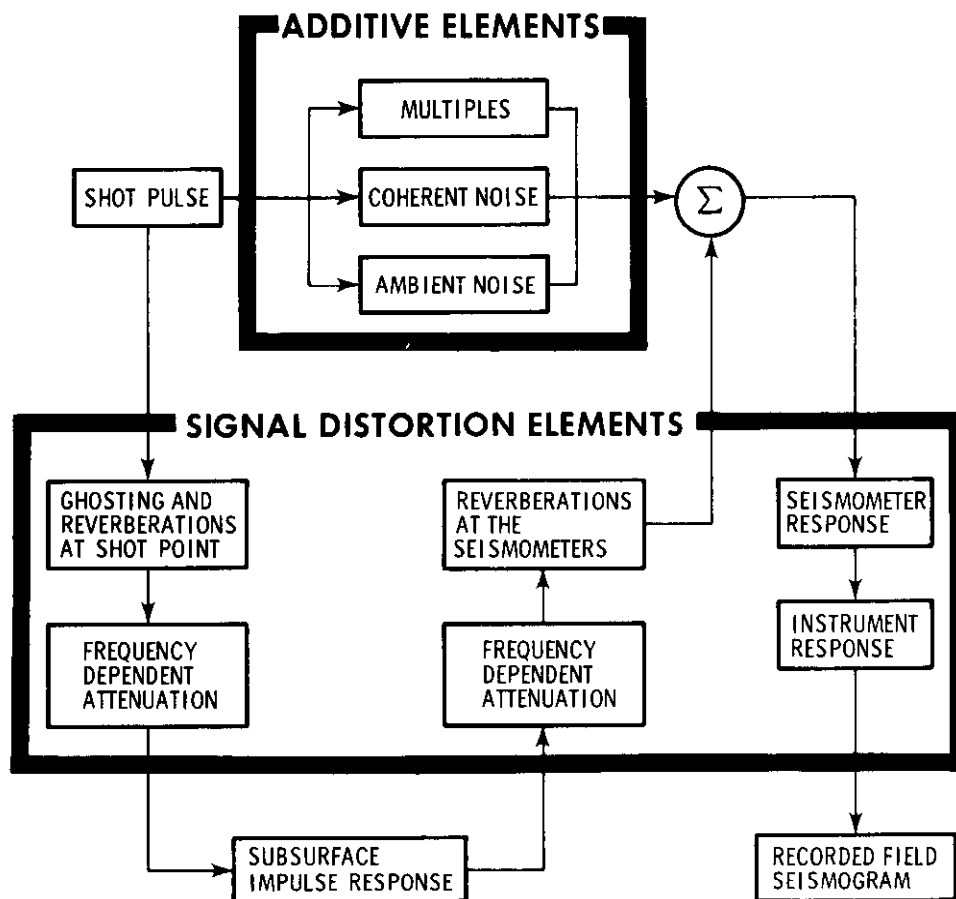 ADDITIVE ELEMENTS
MULTIPLES
SHOT PULSE
COHERENT NOISE
Σ
AMBIENT NOISE
SIGNAL DISTORTION ELEMENTS
GHOSTING AND
REVERBERATIONS
AT SHOT POINT
REVERBERATIONS
AT THE
SEISMOMETERS
SEISMOMETER
RESPONSE
FREQUENCY
DEPENDENT
ATTENUATION
FREQUENCY
DEPENDENT
ATTENUATION
INSTRUMENT
RESPONSE
SUBSURFACE
IMPULSE RESPONSE
RECORDED FIELD
SEISMOGRAM